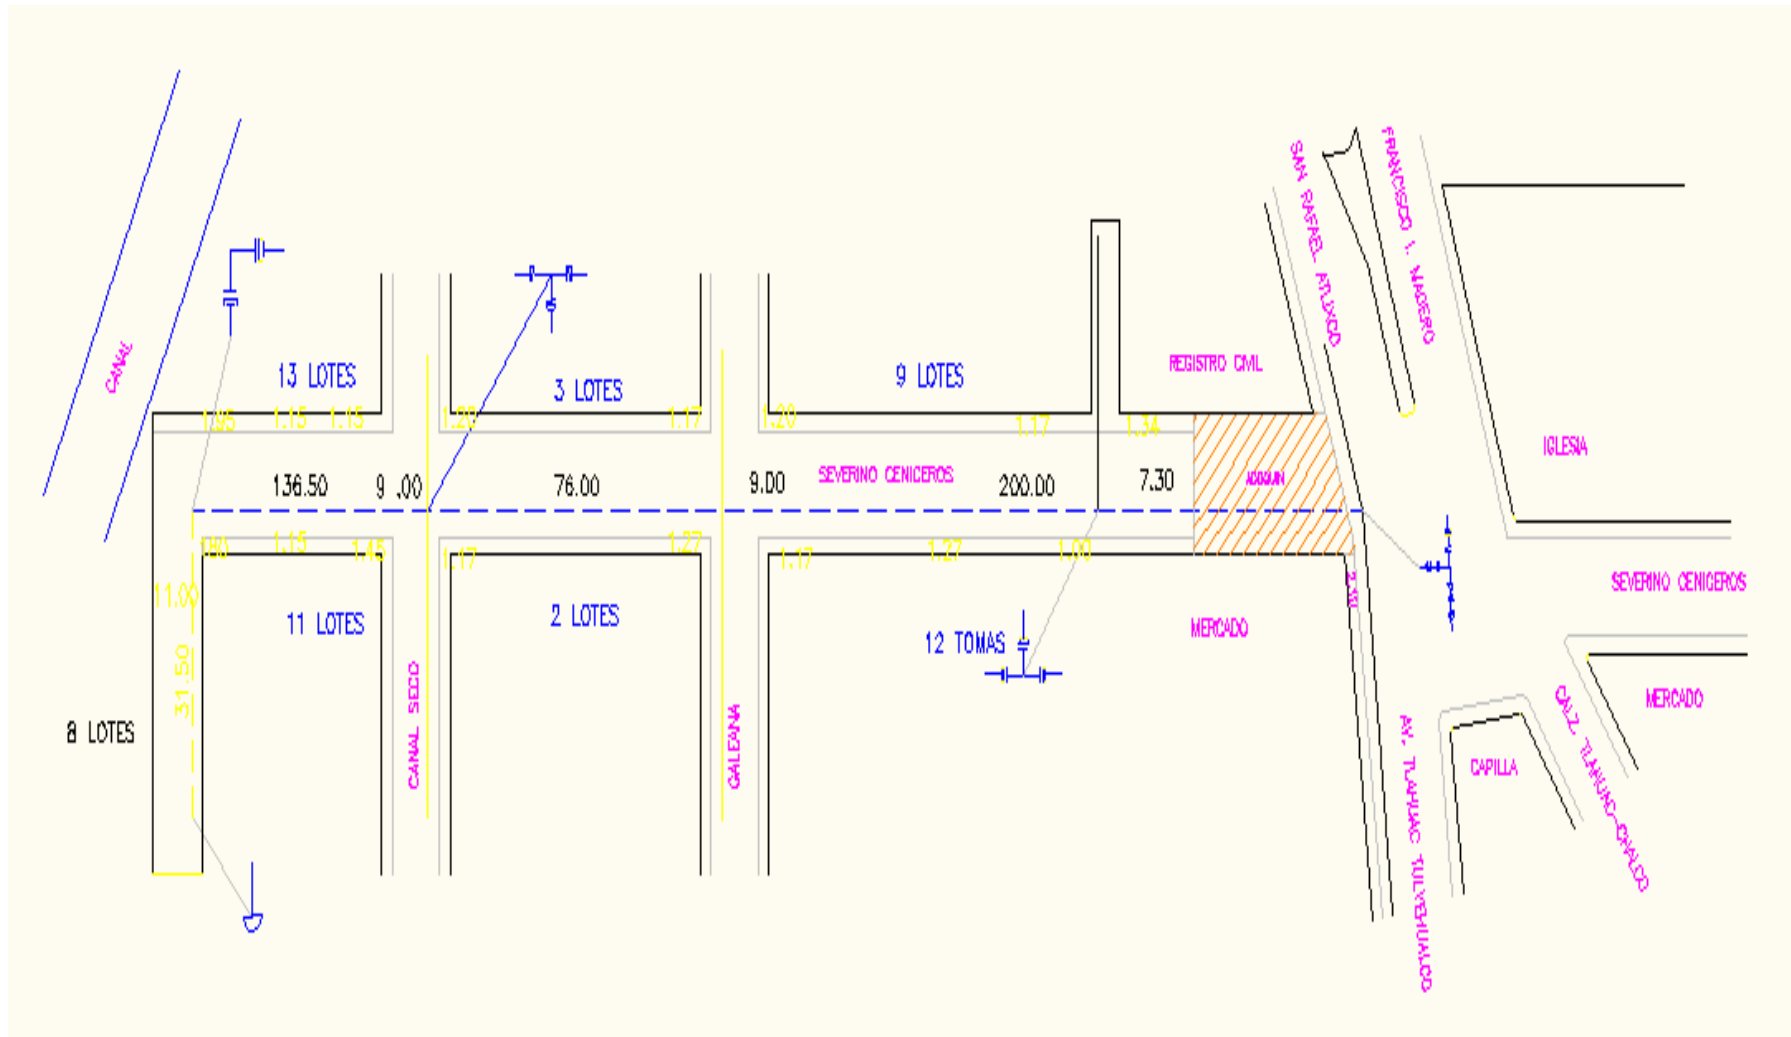 SAN RAFAEL ATLIXCO
FRANCISCO I. MADERO
CANAL
13 LOTES
3 LOTES
9 LOTES
REGISTRO CIVIL
1.95
1.15
1.15
1.20
1.17
1.20
1.17
1.34
IGLESIA
136.50
9 .00
76.00
9.00
SEVERINO CENICEROS
200.00
7.30
ADOQUIN
1.15
1.45
1.17
1.27
1.17
1.27
1.00
11.00
31.50
11 LOTES
2 LOTES
12 TOMAS
MERCADO
SEVERINO CENICEROS
8 LOTES
CANAL SECO
GALEANA
MERCADO
CAPILLA
AV. TLAHUAC TULYEHUALCO
CALZ. TLAHUAC-CHALCO